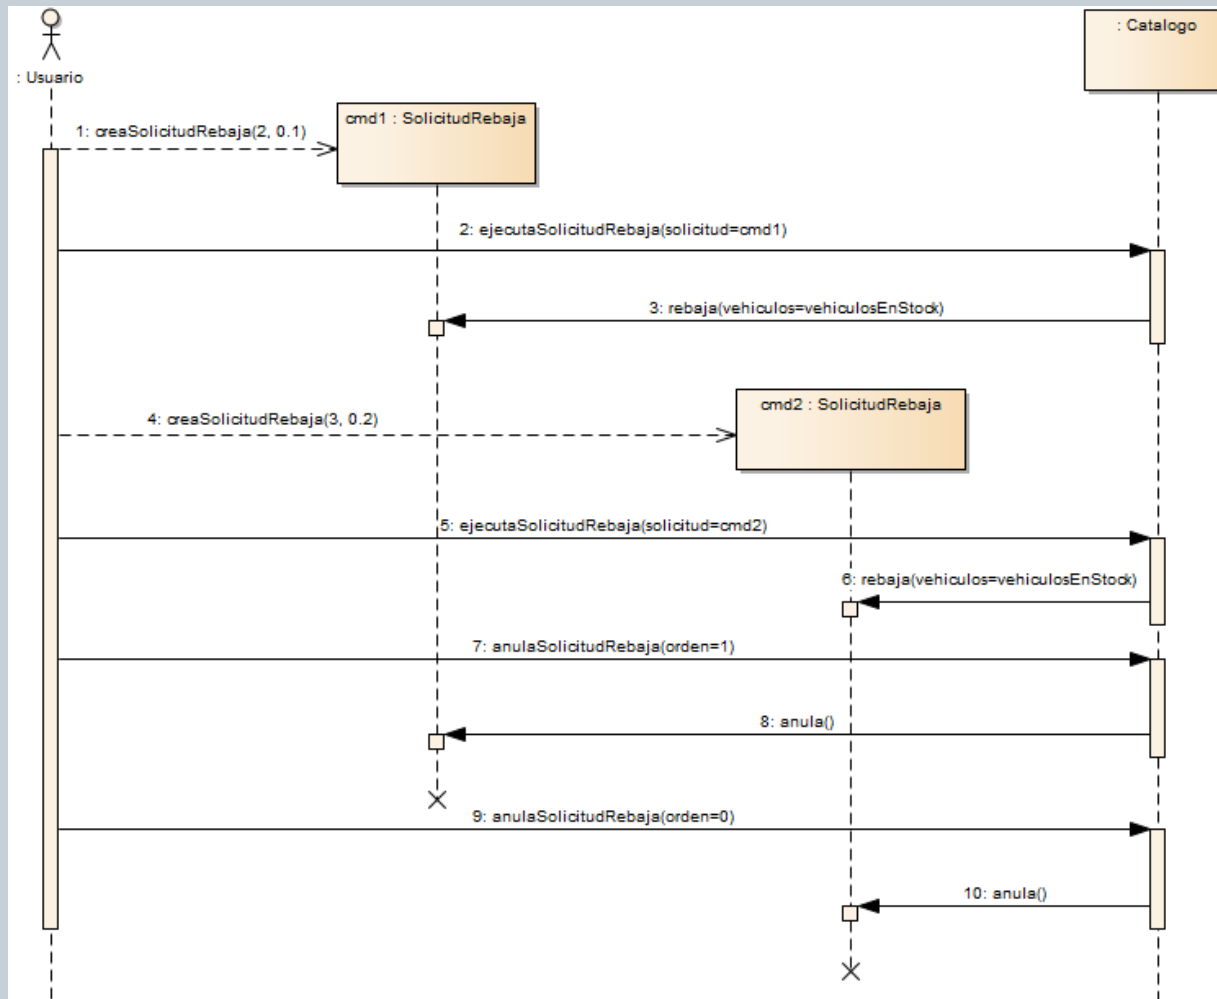 : Catalogo
: Usuario
cmd1 : SolicitudRebaja
1: creaSolicitudRebaja(2, 0.1)
2: ejecutaSolicitudRebaja(solicitud=cmd1)
3: rebaja(vehiculos=vehiculosEnStock)
cmd2 : SolicitudRebaja
4: creaSolicitudRebaja(3, 0.2)
5: ejecutaSolicitudRebaja(solicitud=cmd2)
6: rebaja(vehiculos=vehiculosEnStock)
7: anulaSolicitudRebaja(orden=1)
8: anula()
9: anulaSolicitudRebaja(orden=0)
10: anula()